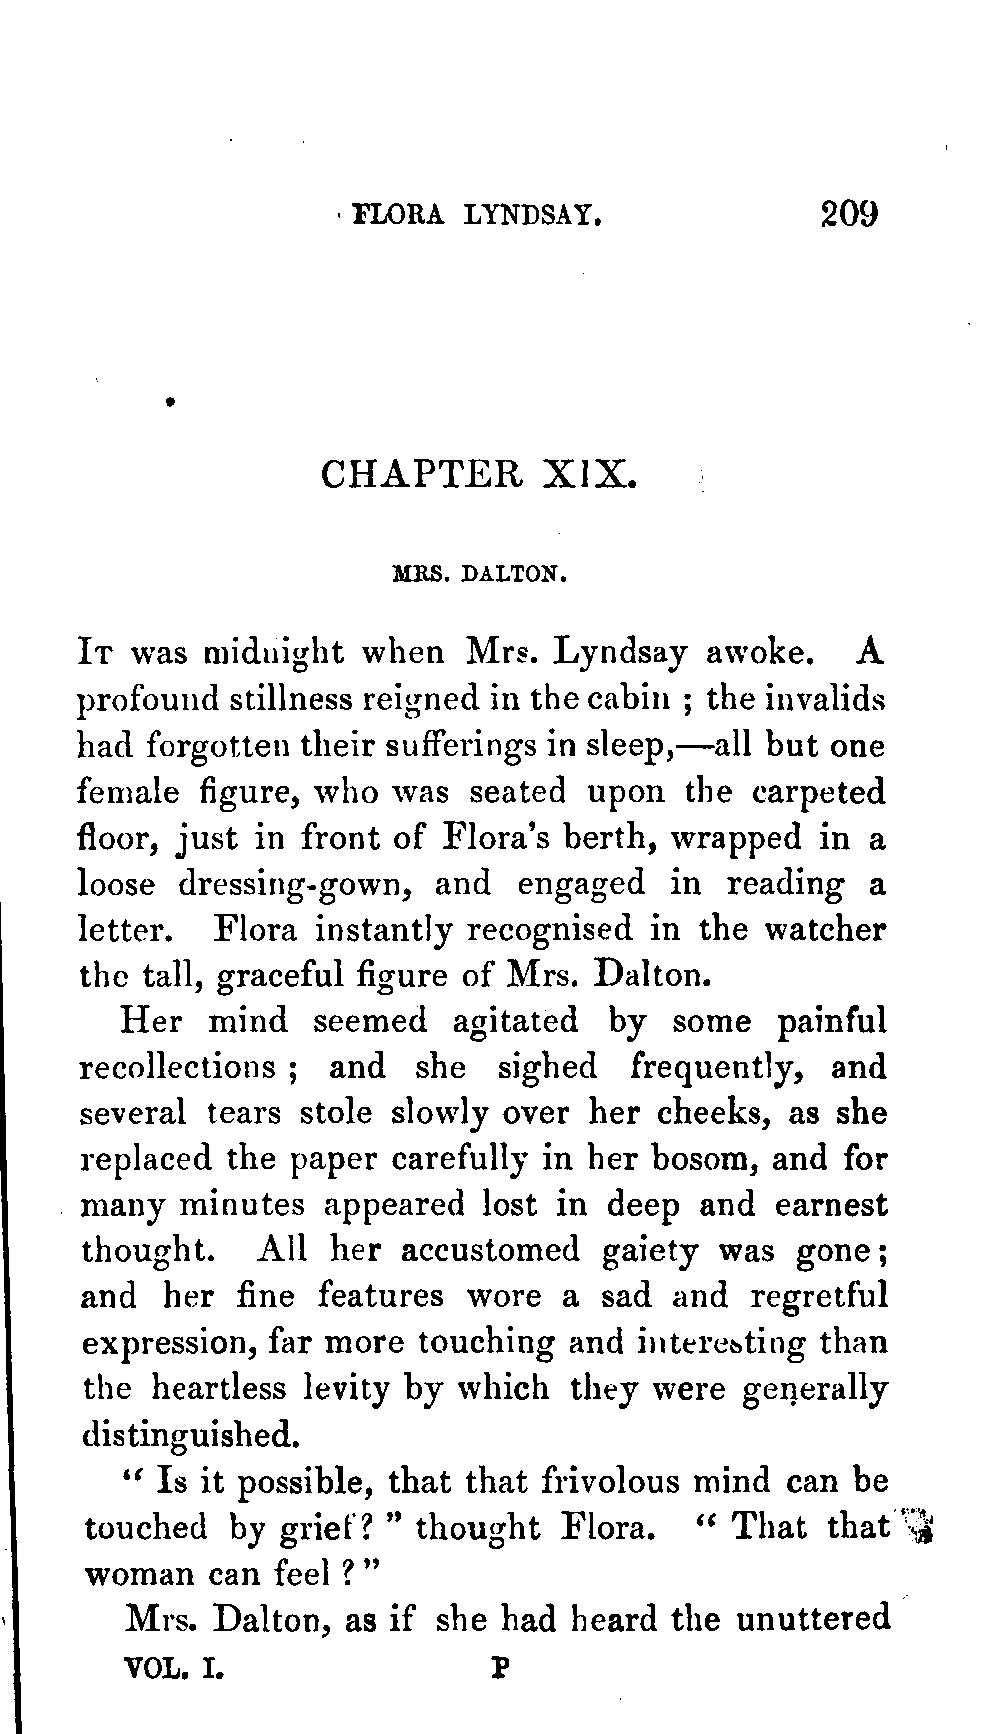 FLORA LYNDSAY. 209
CHAPTER XIX.
MRS. DALTON.
IT was midnight when Mrs. Lyndsay awoke. A
profound stillness reigned in the cabin ; the invalids
had forgotten their sufferings in sleep,—all but one
female figure, who was seated upon the carpeted
floor, just in front of Flora's berth, wrapped in a
loose dressing-gown, and engaged in reading a
letter. Flora instantly recognised in the watcher
the tall, graceful figure of Mrs. Dalton.
Her mind seemed agitated by some painful
recollections ; and she sighed frequently, and
several tears stole slowly over her cheeks, as she
replaced the paper carefully in her bosom, and for
many minutes appeared lost in deep and earnest
thought. All her accustomed gaiety was gone ;
and her fine features wore a sad and regretful
expression, far more touching and interesting than
the heartless levity by which they were generally
distinguished.
“ Is it possible, that that frivolous mind can be
touched by grief ? ” thought Flora. “ That that
woman can feel ? ”
Mrs. Dalton, as if she had heard the unuttered
VOL. I. P